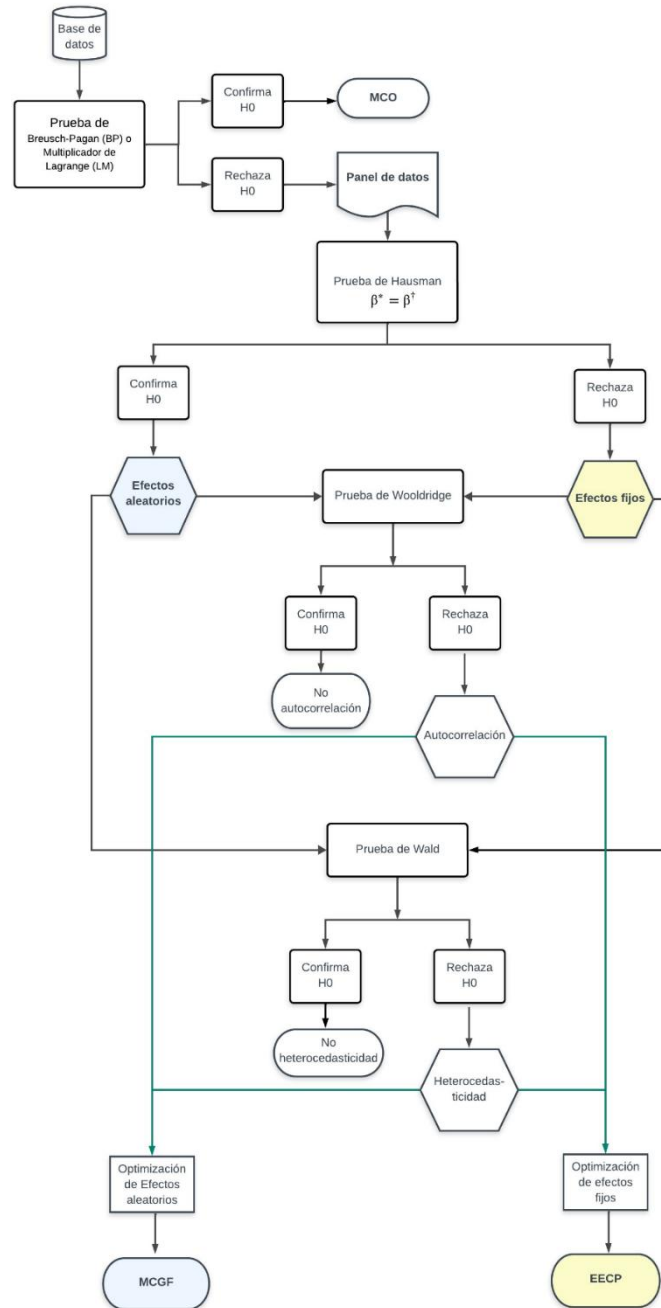 Base de
datos
Prueba de
Breusch-Pagan (BP) o
Multiplicador de
Lagrange (LM)
Confirma
H0
MCO
Rechaza
H0
Panel de datos
Prueba de Hausman
β* = β†
Confirma
H0
Rechaza
H0
Efectos
aleatorios
Prueba de Wooldridge
Efectos fijos
Confirma
H0
Rechaza
H0
No
autocorrelación
Autocorrelación
Prueba de Wald
Confirma
H0
Rechaza
H0
No
heterocedasticidad
Heterocedas-
ticidad
Optimización
de Efectos
aleatorios
Optimización
de efectos
fijos
MCGF
EECP